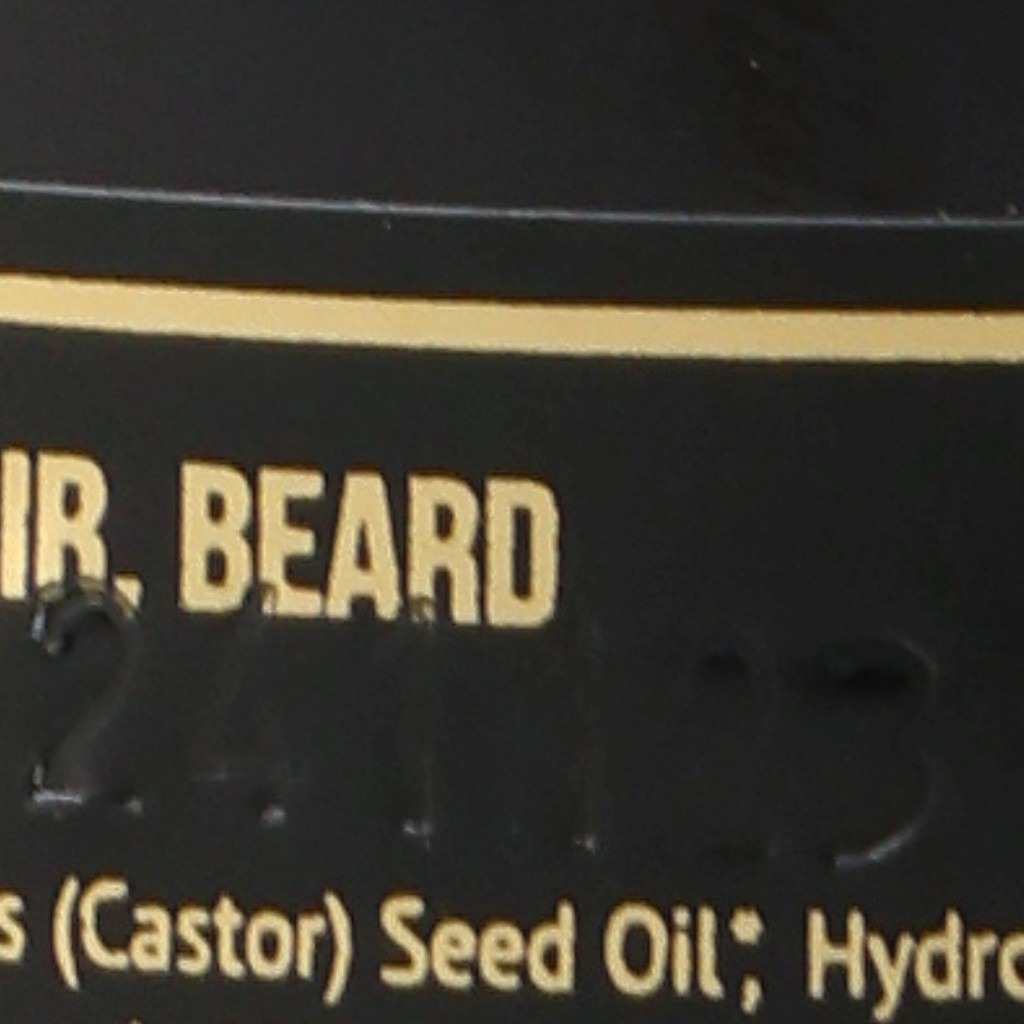 IR, BEARD
s (Castor) Seed Oil*; Hydro